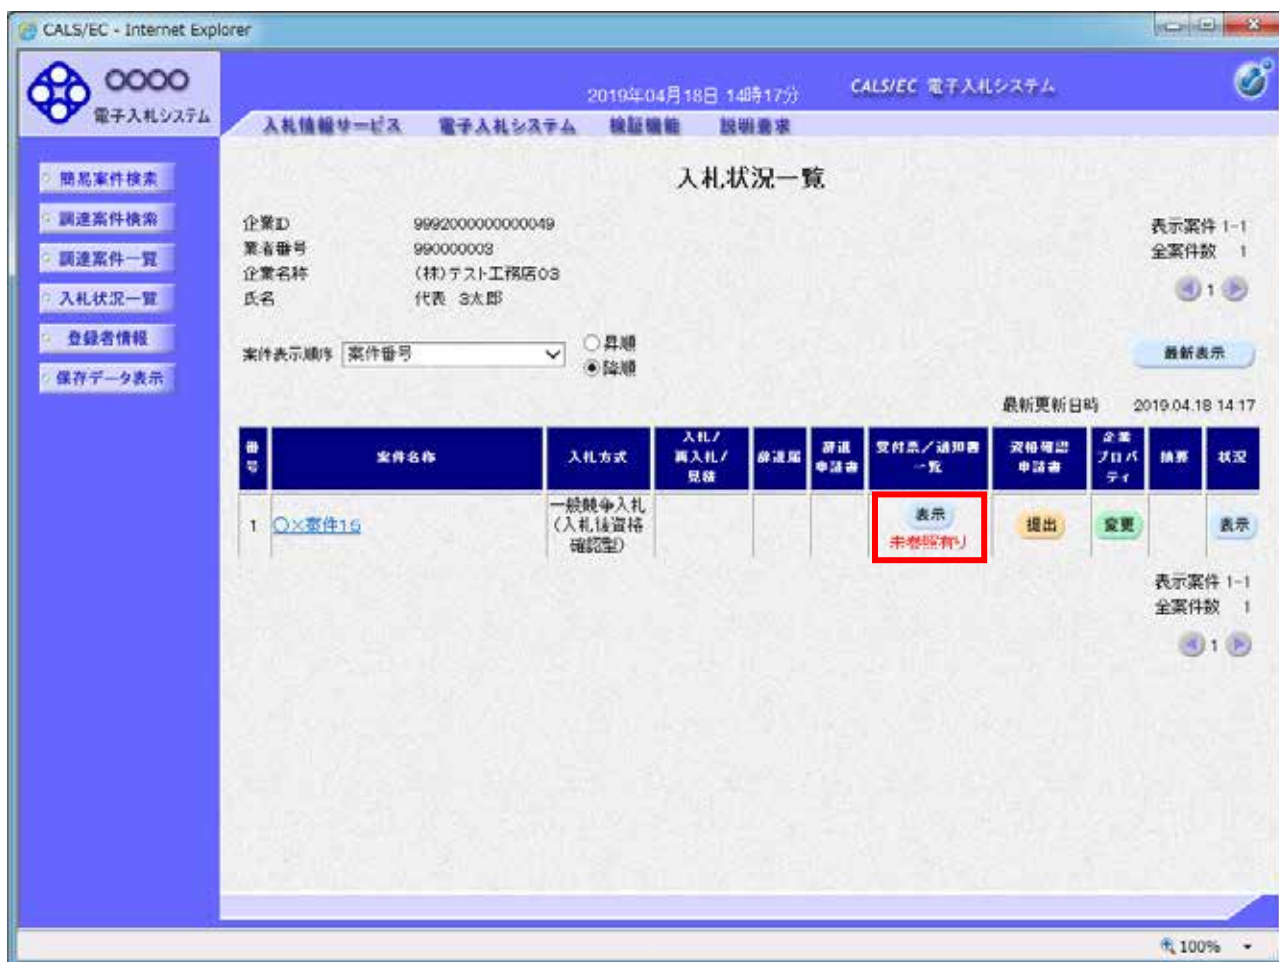 CALS/EC - Internet Explorer
○○○○
電子入札システム
2019年04月18日 14時17分
CALS/EC 電子入札システム
入札情報サービス 電子入札システム 検証機能 説明要求
簡易案件検索
調達案件検索
調達案件一覧
入札状況一覧
登録者情報
保存データ表示
入札状況一覧
企業ID 9992000000000049
業者番号 990000003
企業名称 (株)テスト工務店03
氏名 代表 3太郎
表示案件 1-1
全案件数 1
1
案件表示順序 案件番号
昇順
降順
最新表示
最新更新日時 2019.04.18 14:17
番号 案件名称 入札方式 入札/再入札/見積 辞退届 辞退申請書 受付票/通知書一覧 資格確認申請書 企業プロパティ 摘要 状況
1 ○×案件15 一般競争入札(入札後資格確認型) 表示 未参照有り 提出 変更 表示
表示案件 1-1
全案件数 1
1
100%